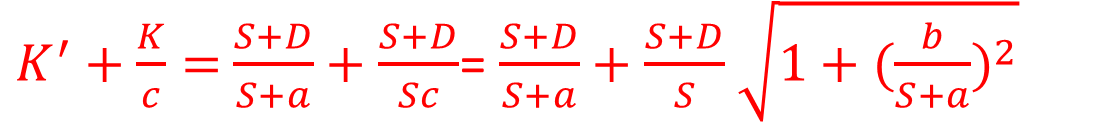 K′ + K/c = (S+D)/(S+a) + (S+D)/(Sc) = (S+D)/(S+a) + (S+D)/S √(1 + (b/(S+a))²)